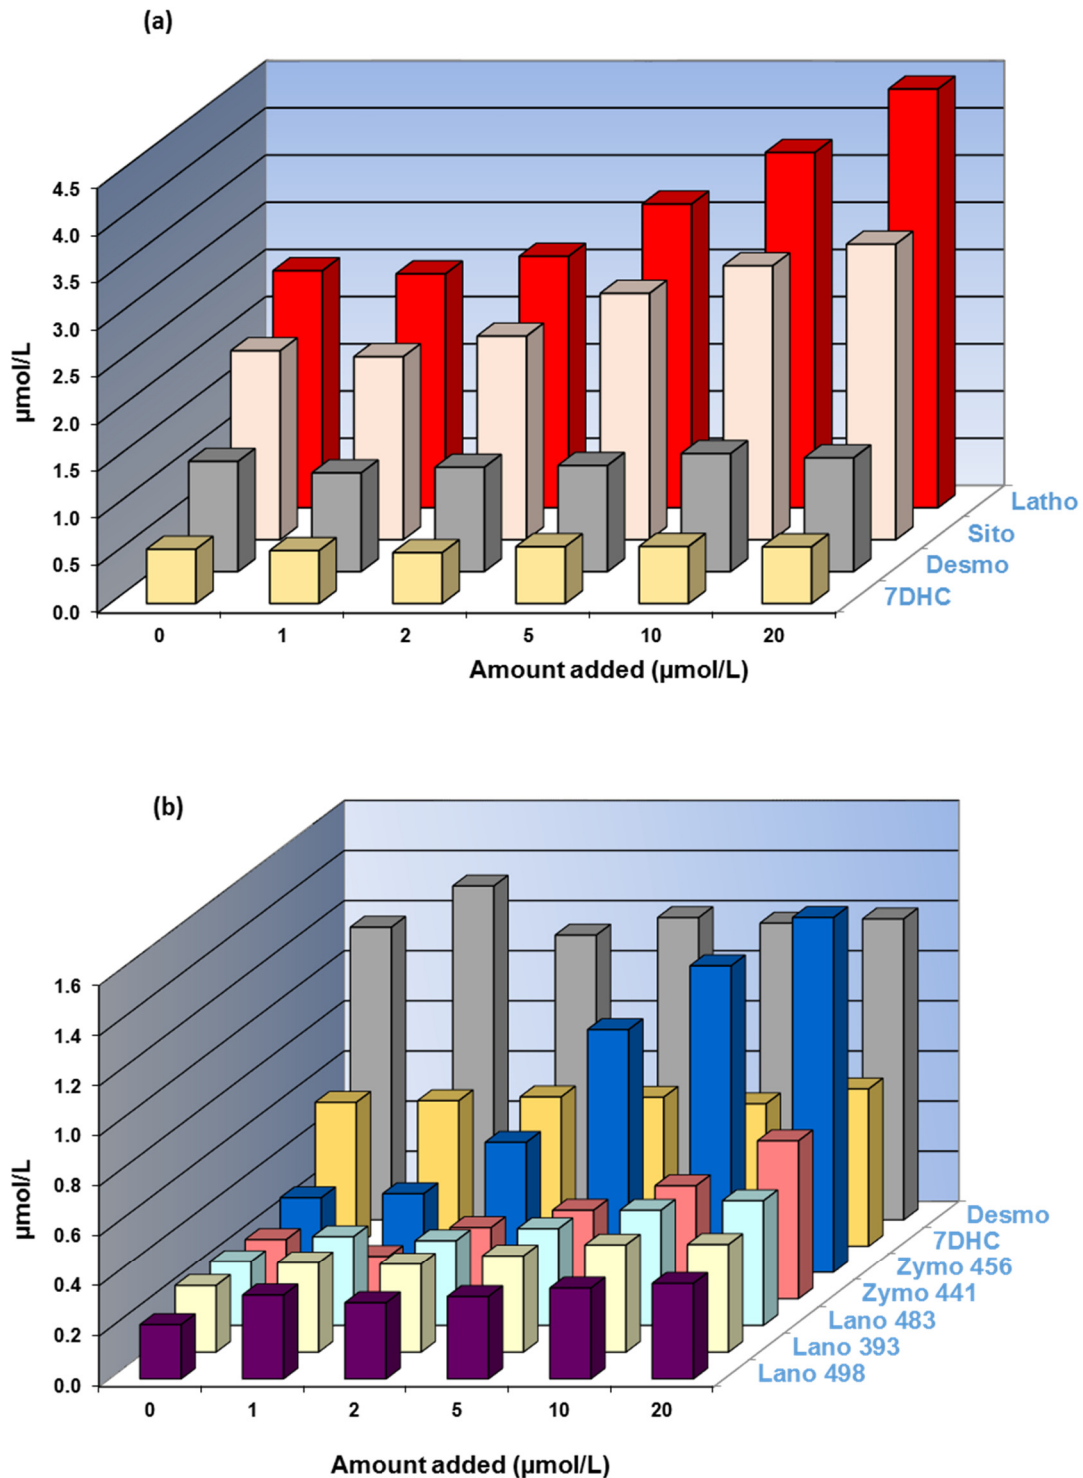 (a)
4.5
4.0
3.5
3.0
2.5
2.0
1.5
1.0
0.5
0.0
µmol/L
0 1 2 5 10 20
Amount added (µmol/L)
Latho
Sito
Desmo
7DHC
(b)
1.6
1.4
1.2
1.0
0.8
0.6
0.4
0.2
0.0
µmol/L
0 1 2 5 10 20
Amount added (µmol/L)
Desmo
7DHC
Zymo 456
Zymo 441
Lano 483
Lano 393
Lano 498